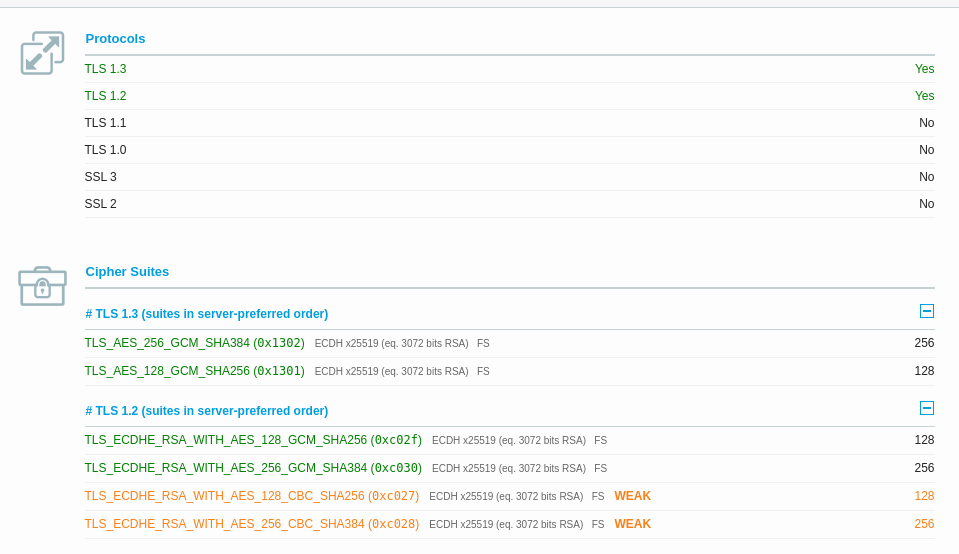 Protocols
TLS 1.3 Yes
TLS 1.2 Yes
TLS 1.1 No
TLS 1.0 No
SSL 3 No
SSL 2 No
Cipher Suites
# TLS 1.3 (suites in server-preferred order)
TLS_AES_256_GCM_SHA384 (0x1302) ECDH x25519 (eq. 3072 bits RSA) FS 256
TLS_AES_128_GCM_SHA256 (0x1301) ECDH x25519 (eq. 3072 bits RSA) FS 128
# TLS 1.2 (suites in server-preferred order)
TLS_ECDHE_RSA_WITH_AES_128_GCM_SHA256 (0xc02f) ECDH x25519 (eq. 3072 bits RSA) FS 128
TLS_ECDHE_RSA_WITH_AES_256_GCM_SHA384 (0xc030) ECDH x25519 (eq. 3072 bits RSA) FS 256
TLS_ECDHE_RSA_WITH_AES_128_CBC_SHA256 (0xc027) ECDH x25519 (eq. 3072 bits RSA) FS WEAK 128
TLS_ECDHE_RSA_WITH_AES_256_CBC_SHA384 (0xc028) ECDH x25519 (eq. 3072 bits RSA) FS WEAK 256